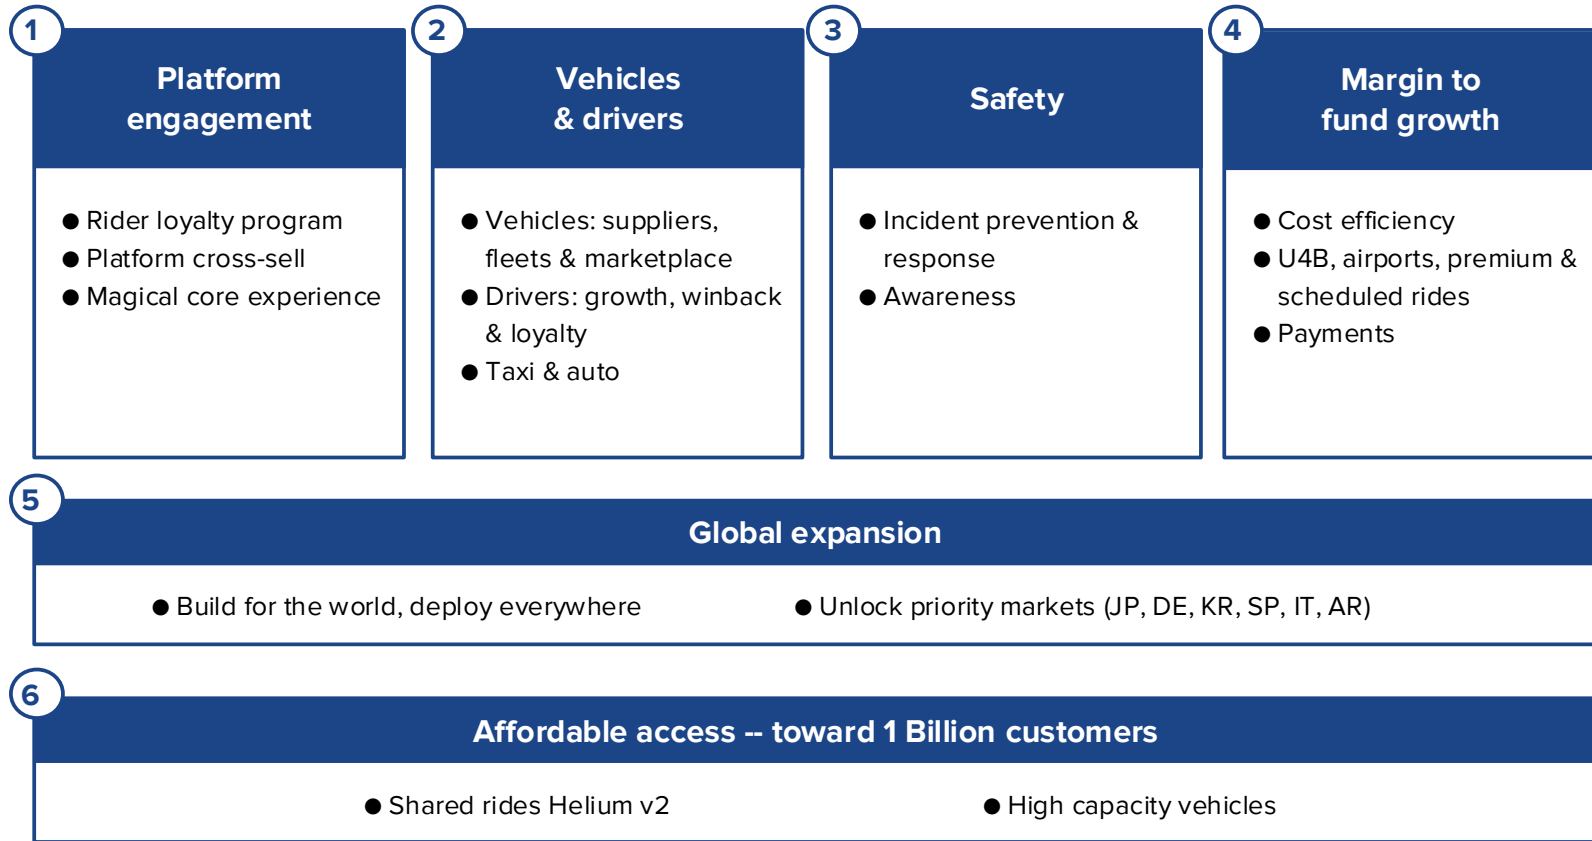 1
Platform
engagement
● Rider loyalty program
● Platform cross-sell
● Magical core experience
2
Vehicles
& drivers
● Vehicles: suppliers,
fleets & marketplace
● Drivers: growth, winback
& loyalty
● Taxi & auto
3
Safety
● Incident prevention &
response
● Awareness
4
Margin to
fund growth
● Cost efficiency
● U4B, airports, premium &
scheduled rides
● Payments
5
Global expansion
● Build for the world, deploy everywhere
● Unlock priority markets (JP, DE, KR, SP, IT, AR)
6
Affordable access -- toward 1 Billion customers
● Shared rides Helium v2
● High capacity vehicles